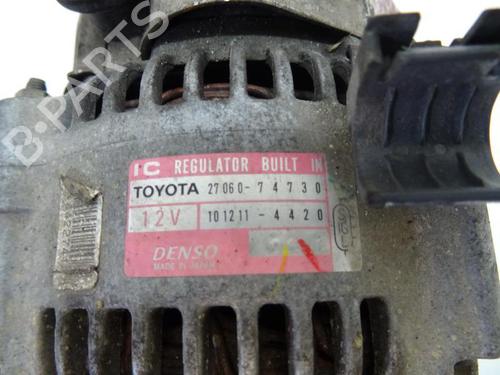 B-PARTS
IC REGULATOR BUILT IN
TOYOTA 27060-74730
12V 101211-4420
DENSO
MADE IN JAPAN